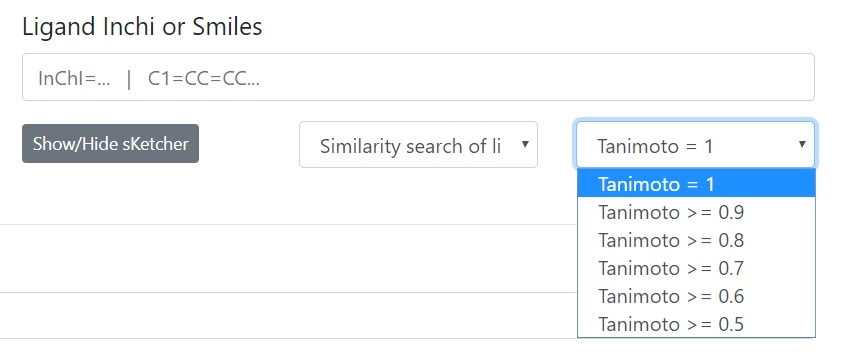 Ligand Inchi or Smiles
InChI=... | C1=CC=CC...
Show/Hide sKetcher
Similarity search of li
Tanimoto = 1
Tanimoto = 1
Tanimoto >= 0.9
Tanimoto >= 0.8
Tanimoto >= 0.7
Tanimoto >= 0.6
Tanimoto >= 0.5